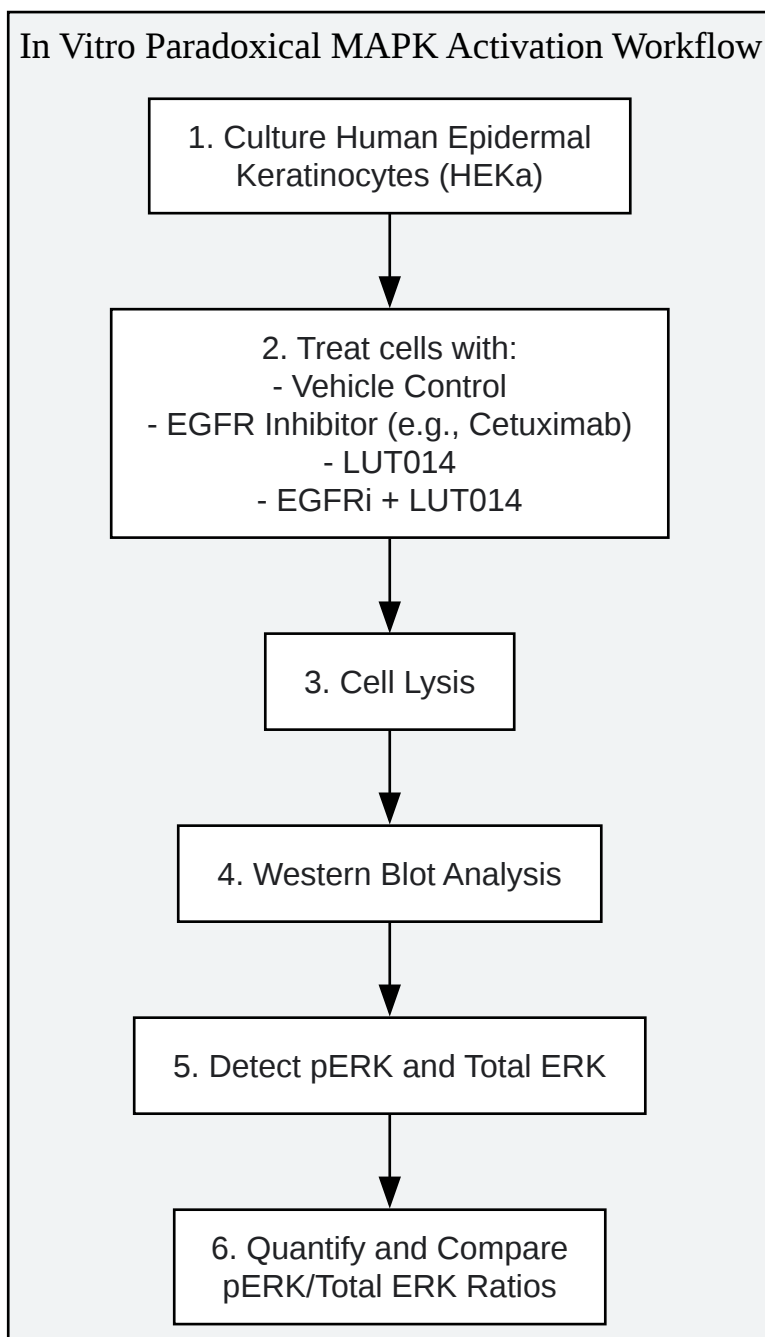 In Vitro Paradoxical MAPK Activation Workflow
1. Culture Human Epidermal
Keratinocytes (HEKa)
2. Treat cells with:
- Vehicle Control
- EGFR Inhibitor (e.g., Cetuximab)
- LUT014
- EGFRi + LUT014
3. Cell Lysis
4. Western Blot Analysis
5. Detect pERK and Total ERK
6. Quantify and Compare
pERK/Total ERK Ratios